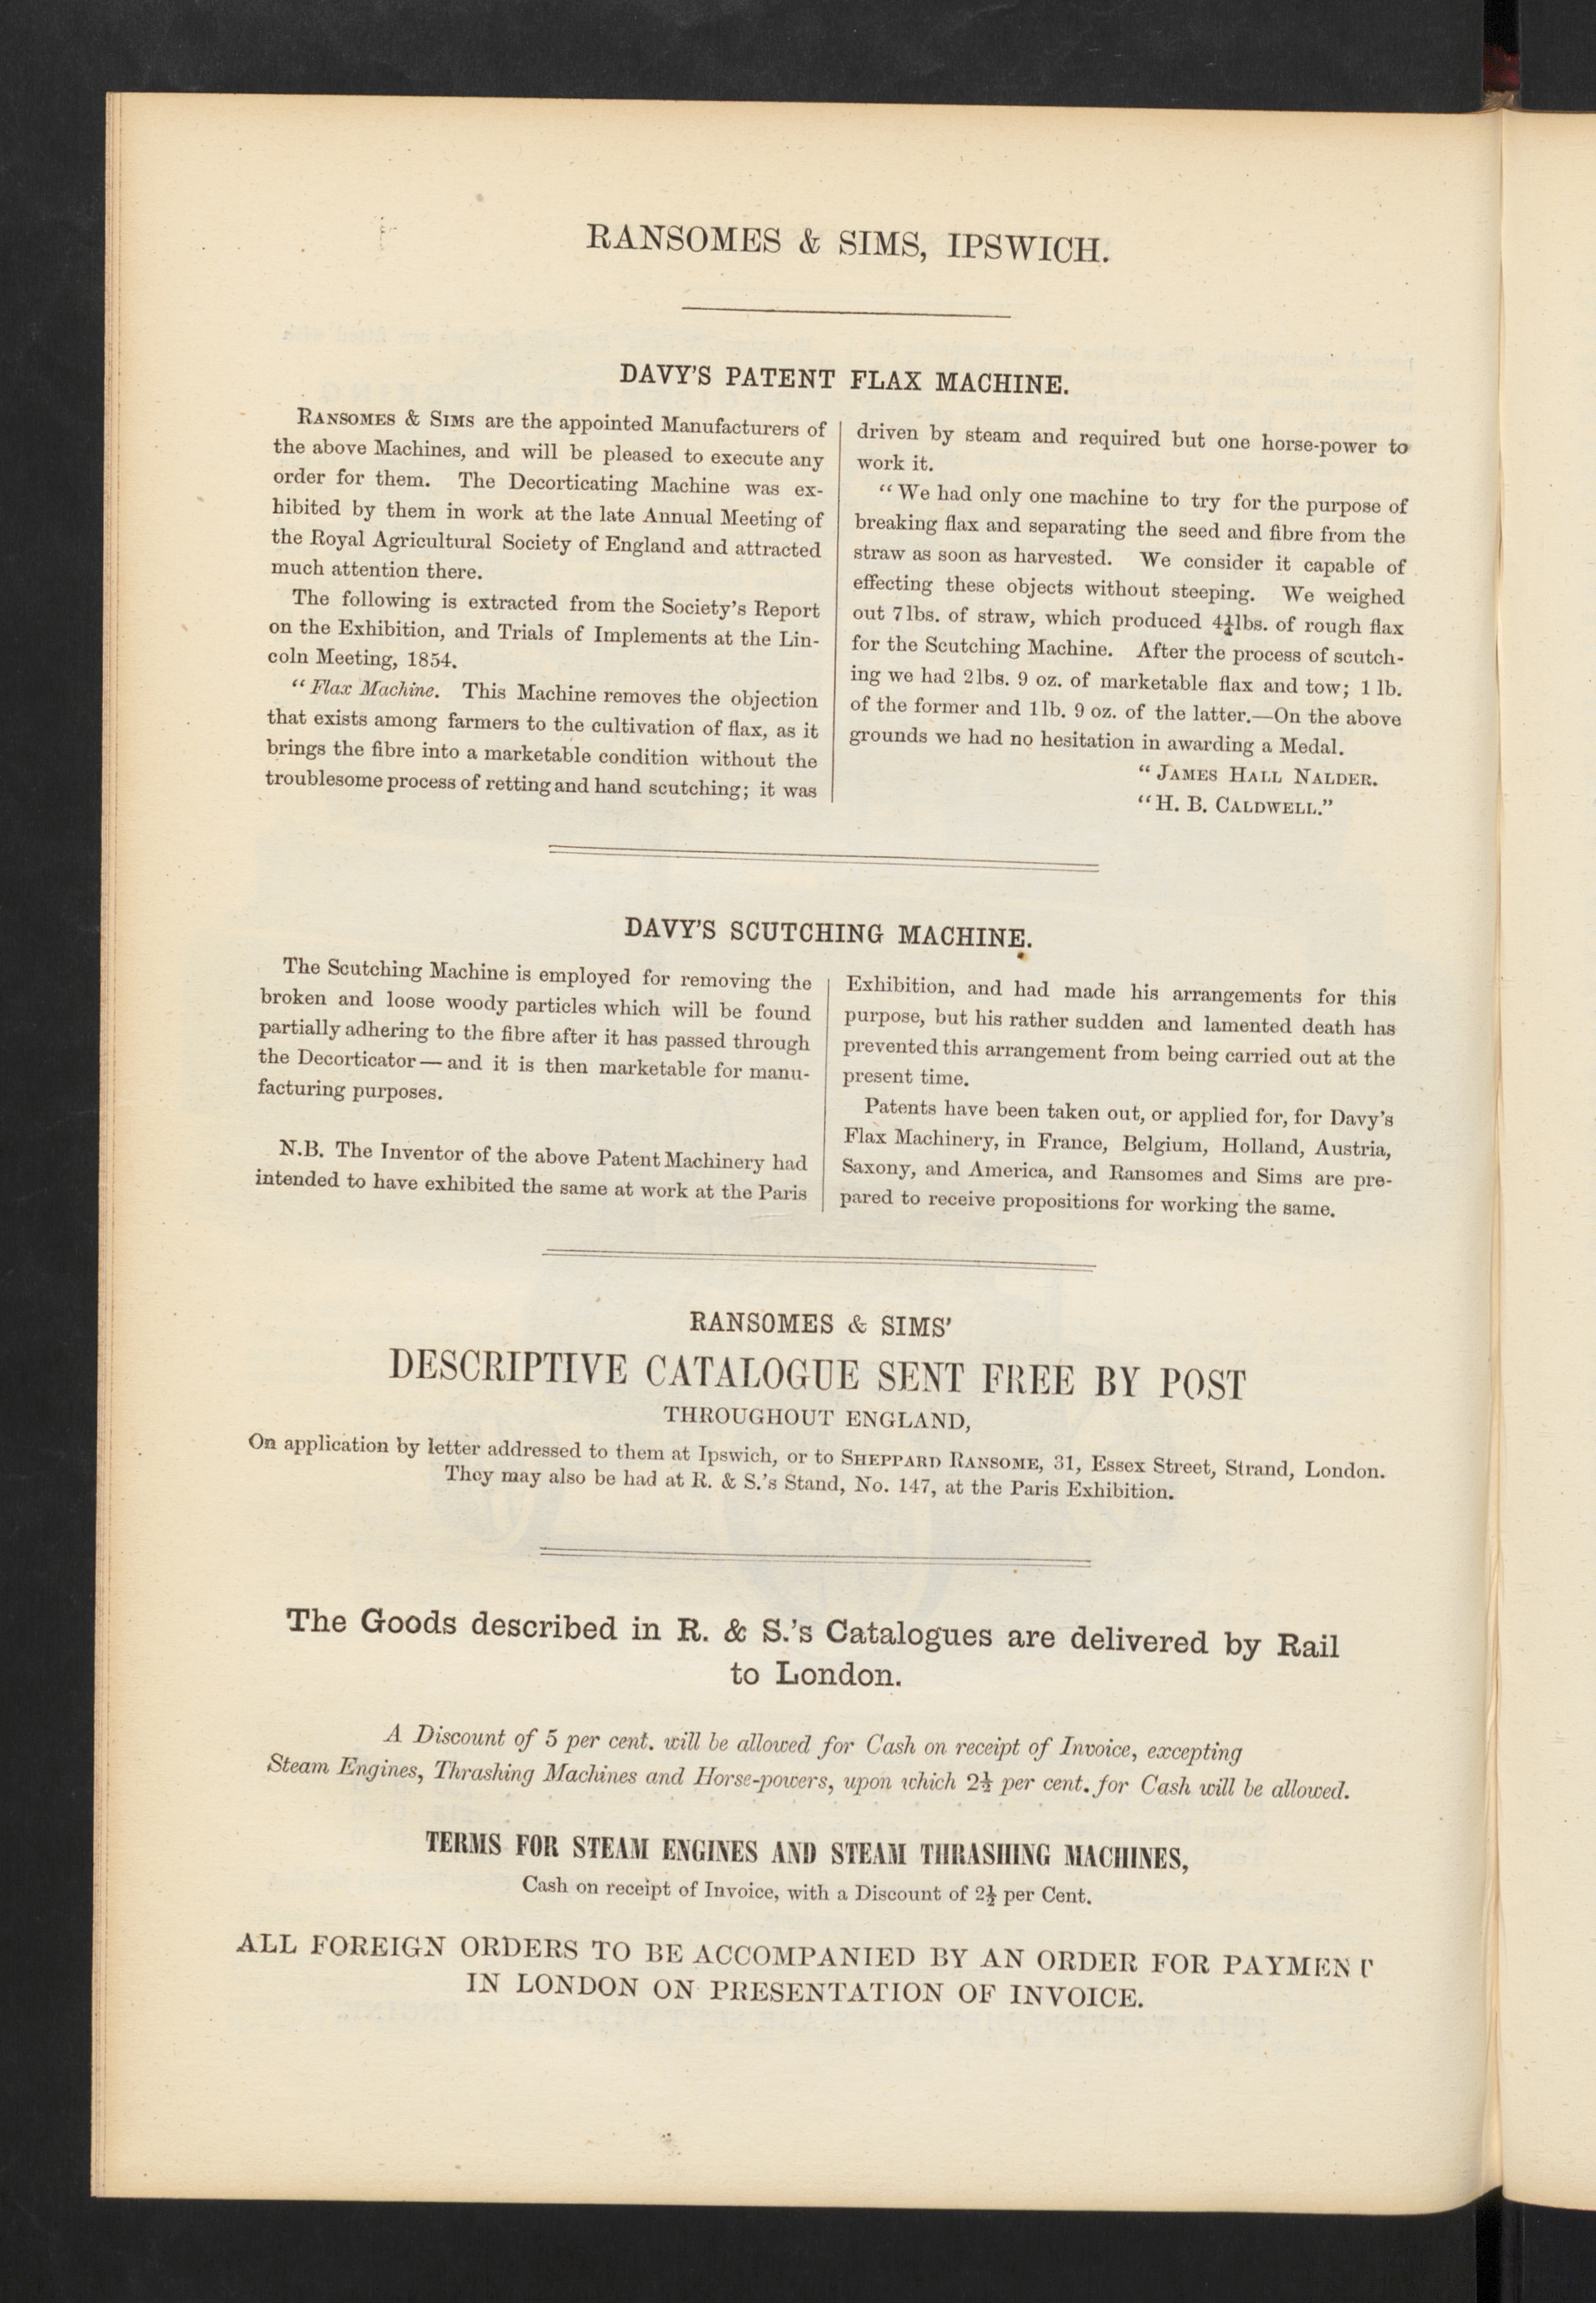 RANSOMES & SIMS, IPSWICH.
DAVY'S PATENT FLAX MACHINE.
RANSOMES & SIMS are the appointed Manufacturers of
the above Machines, and will be pleased to execute any
order for them. The Decorticating Machine was ex-
hibited by them in work at the late Annual Meeting of
the Royal Agricultural Society of England and attracted
much attention there.
The following is extracted from the Society's Report
on the Exhibition, and Trials of Implements at the Lin-
coln Meeting, 1854.
"Flax Machine. This Machine removes the objection
that exists among farmers to the cultivation of flax, as it
brings the fibre into a marketable condition without the
troublesome process of retting and hand scutching; it was
driven by steam and required but one horse-power to
work it.
"We had only one machine to try for the purpose of
breaking flax and separating the seed and fibre from the
straw as soon as harvested. We consider it capable of
effecting these objects without steeping. We weighed
out 7lbs. of straw, which produced 4¼lbs. of rough flax
for the Scutching Machine. After the process of scutch-
ing we had 2lbs. 9 oz. of marketable flax and tow; 1 lb.
of the former and 1lb. 9 oz. of the latter.—On the above
grounds we had no hesitation in awarding a Medal.
"JAMES HALL NALDER.
"H. B. CALDWELL."
DAVY'S SCUTCHING MACHINE.
The Scutching Machine is employed for removing the
broken and loose woody particles which will be found
partially adhering to the fibre after it has passed through
the Decorticator—and it is then marketable for manu-
facturing purposes.
N.B. The Inventor of the above Patent Machinery had
intended to have exhibited the same at work at the Paris
Exhibition, and had made his arrangements for this
purpose, but his rather sudden and lamented death has
prevented this arrangement from being carried out at the
present time.
Patents have been taken out, or applied for, for Davy's
Flax Machinery, in France, Belgium, Holland, Austria,
Saxony, and America, and Ransomes and Sims are pre-
pared to receive propositions for working the same.
RANSOMES & SIMS'
DESCRIPTIVE CATALOGUE SENT FREE BY POST
THROUGHOUT ENGLAND,
On application by letter addressed to them at Ipswich, or to SHEPPARD RANSOME, 31, Essex Street, Strand, London.
They may also be had at R. & S.'s Stand, No. 147, at the Paris Exhibition.
The Goods described in R. & S.'s Catalogues are delivered by Rail
to London.
A Discount of 5 per cent. will be allowed for Cash on receipt of Invoice, excepting
Steam Engines, Thrashing Machines and Horse-powers, upon which 2½ per cent. for Cash will be allowed.
TERMS FOR STEAM ENGINES AND STEAM THRASHING MACHINES,
Cash on receipt of Invoice, with a Discount of 2½ per Cent.
ALL FOREIGN ORDERS TO BE ACCOMPANIED BY AN ORDER FOR PAYMENT
IN LONDON ON PRESENTATION OF INVOICE.